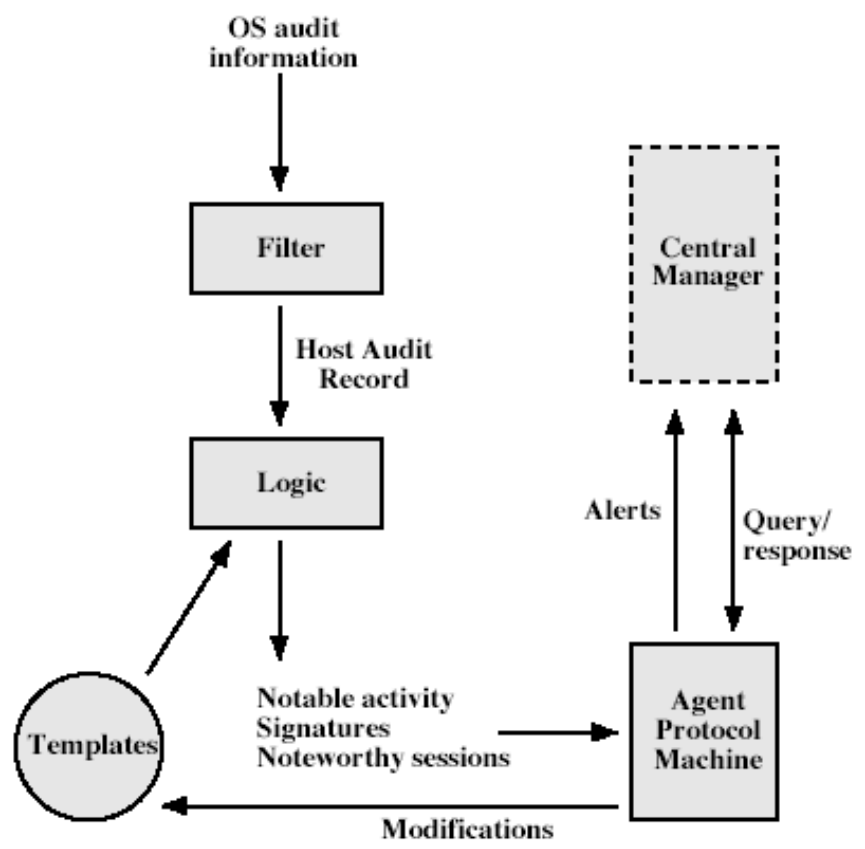 OS audit
information
Filter
Central
Manager
Host Audit
Record
Logic
Alerts
Query/
response
Notable activity
Signatures
Noteworthy sessions
Agent
Protocol
Machine
Templates
Modifications